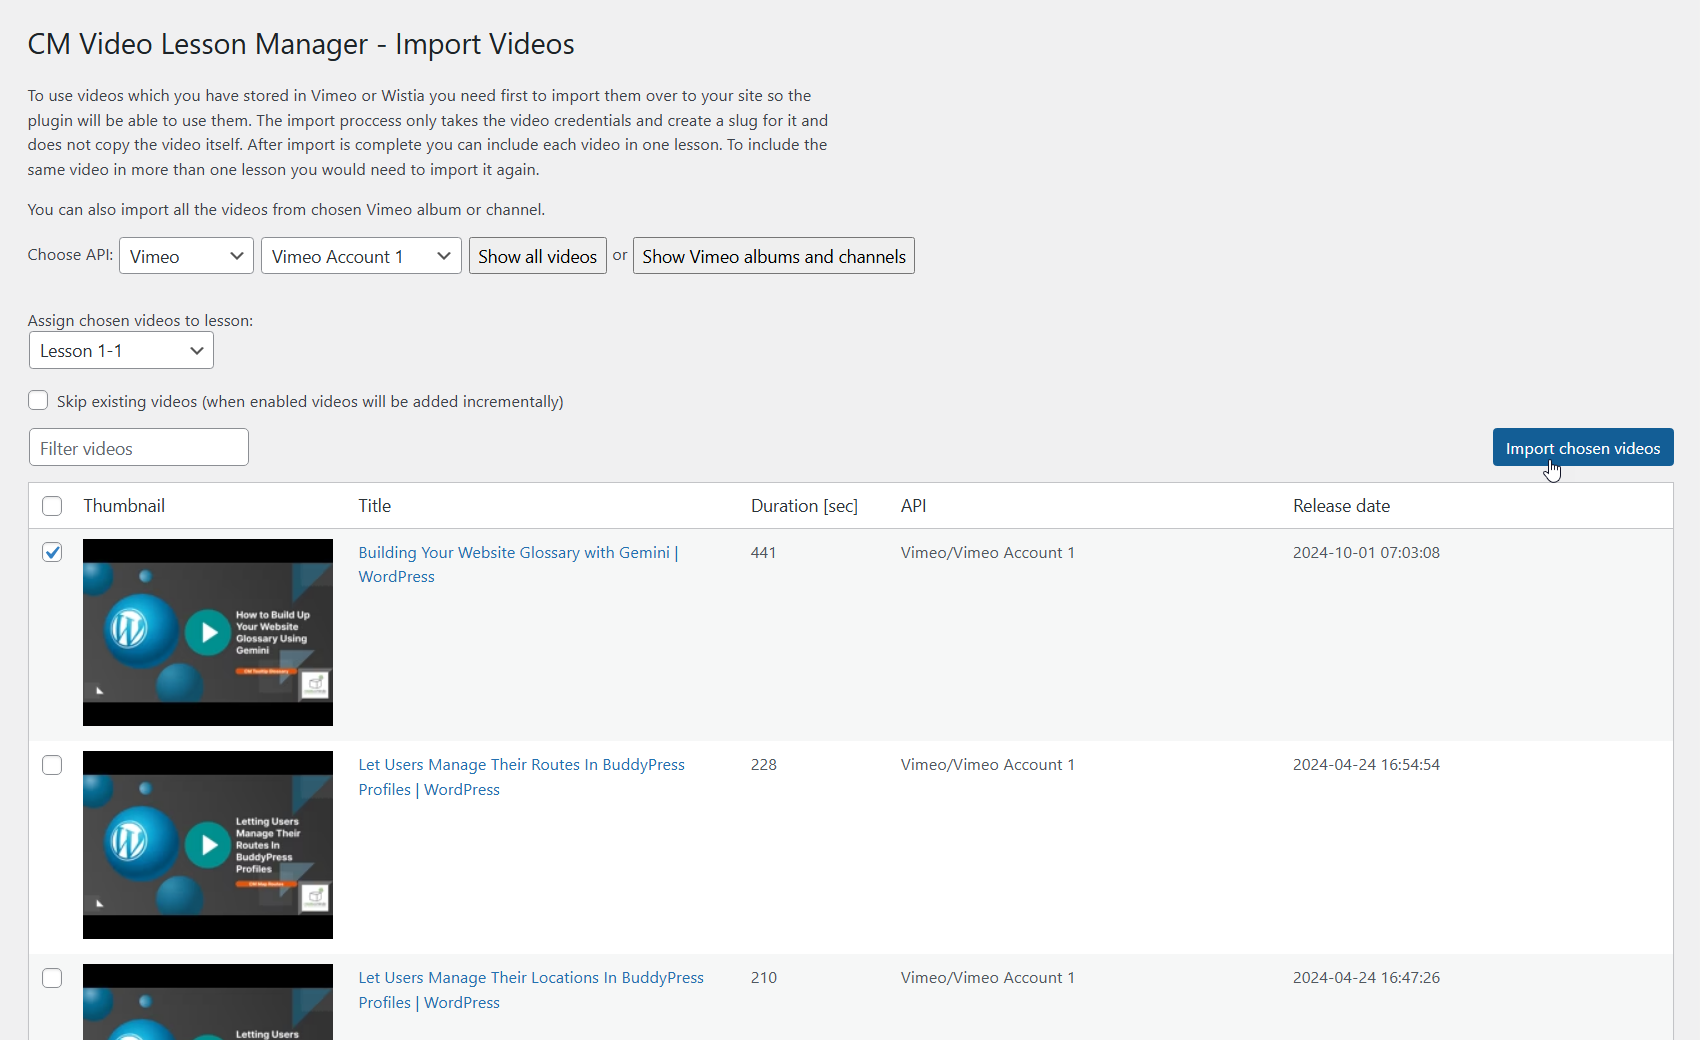 CM Video Lesson Manager - Import Videos
To use videos which you have stored in Vimeo or Wistia you need first to import them over to your site so the
plugin will be able to use them. The import proccess only takes the video credentials and create a slug for it and
does not copy the video itself. After import is complete you can include each video in one lesson. To include the
same video in more than one lesson you would need to import it again.
You can also import all the videos from chosen Vimeo album or channel.
Choose API: Vimeo Vimeo Account 1 Show all videos or Show Vimeo albums and channels
Assign chosen videos to lesson:
Lesson 1-1
Skip existing videos (when enabled videos will be added incrementally)
Filter videos Import chosen videos
Thumbnail Title Duration [sec] API Release date
Building Your Website Glossary with Gemini | 441 Vimeo/Vimeo Account 1 2024-10-01 07:03:08
WordPress
How to Build Up
Your Website
Glossary Using
Gemini
CM Tooltip Glossary
Let Users Manage Their Routes In BuddyPress 228 Vimeo/Vimeo Account 1 2024-04-24 16:54:54
Profiles | WordPress
Letting Users
Manage Their
Routes In
BuddyPress
Profiles
CM Map Routes
Let Users Manage Their Locations In BuddyPress 210 Vimeo/Vimeo Account 1 2024-04-24 16:47:26
Profiles | WordPress
Letting Users